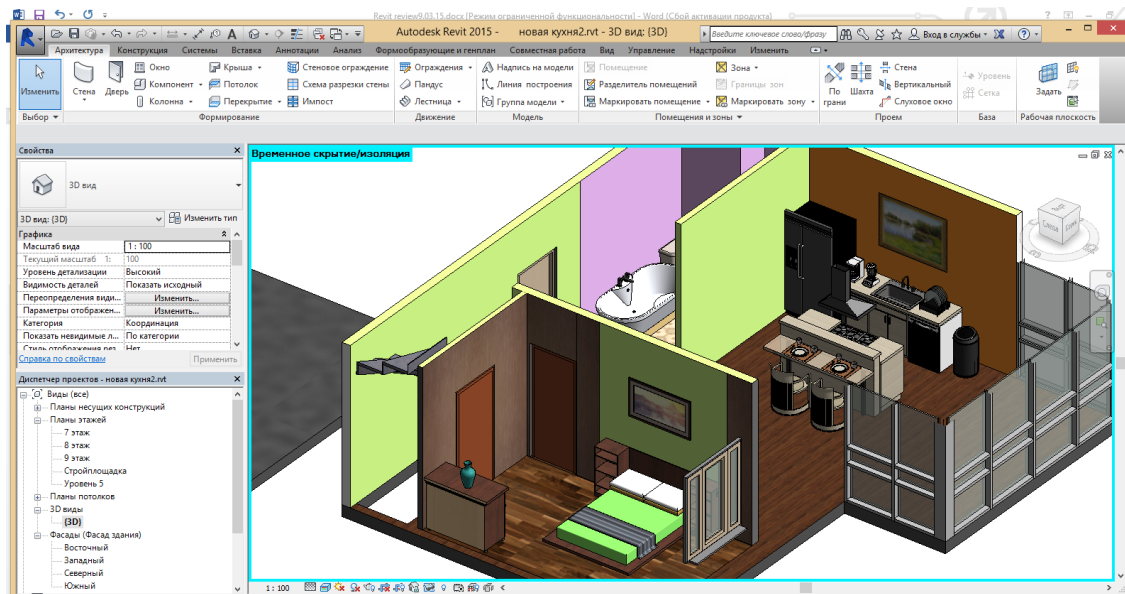 Revit review9.03.15.docx [Режим ограниченной функциональности] - Word (Сбой активации продукта)
Autodesk Revit 2015 - новая кухня2.rvt - 3D вид: {3D}
Введите ключевое слово/фразу
Вход в службы
Архитектура Конструкция Системы Вставка Аннотации Анализ Формообразующие и генплан Совместная работа Вид Управление Надстройки Изменить
Изменить
Стена
Дверь
Окно
Компонент
Колонна
Крыша
Потолок
Перекрытие
Стеновое ограждение
Схема разрезки стены
Импост
Ограждения
Пандус
Лестница
Надпись на модели
Линия построения
Группа модели
Помещение
Разделитель помещений
Маркировать помещение
Зона
Границы зон
Маркировать зону
По грани
Шахта
Стена
Вертикальный
Слуховое окно
Уровень
Сетка
Задать
Выбор Формирование Движение Модель Помещения и зоны Проем База Рабочая плоскость
Свойства
3D вид
3D вид: {3D} Изменить тип
Графика
Масштаб вида 1 : 100
Текущий масштаб 1: 100
Уровень детализации Высокий
Видимость деталей Показать исходный
Переопределения види... Изменить...
Параметры отображен... Изменить...
Категория Координация
Показать невидимые л... По категории
Стиль отображения рез... Нет
Справка по свойствам Применить
Диспетчер проектов - новая кухня2.rvt
Виды (все)
Планы несущих конструкций
Планы этажей
7 этаж
8 этаж
9 этаж
Стройплощадка
Уровень 5
Планы потолков
3D виды
{3D}
Фасады (Фасад здания)
Восточный
Западный
Северный
Южный
Временное скрытие/изоляция
1 : 100